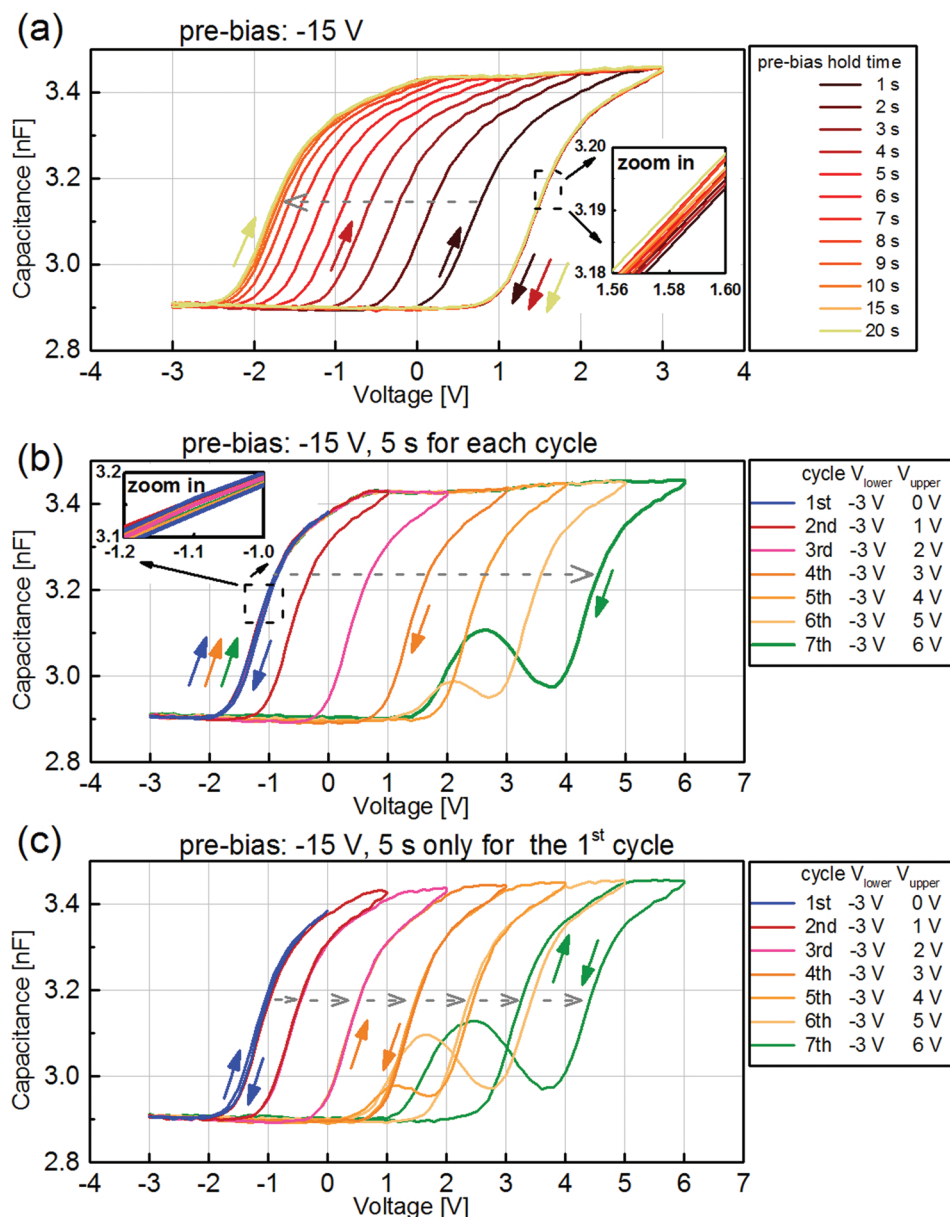 (a)
pre-bias: -15 V
Capacitance [nF]
3.4
3.2
3.0
2.8
-4 -3 -2 -1 0 1 2 3 4
Voltage [V]
zoom in
3.20
3.19
3.18
1.56 1.58 1.60
pre-bias hold time
1 s
2 s
3 s
4 s
5 s
6 s
7 s
8 s
9 s
10 s
15 s
20 s
(b)
pre-bias: -15 V, 5 s for each cycle
Capacitance [nF]
3.4
3.2
3.0
2.8
-4 -3 -2 -1 0 1 2 3 4 5 6 7
Voltage [V]
zoom in
3.2
3.1
-1.2 -1.1 -1.0
cycle Vlower Vupper
1st -3 V 0 V
2nd -3 V 1 V
3rd -3 V 2 V
4th -3 V 3 V
5th -3 V 4 V
6th -3 V 5 V
7th -3 V 6 V
(c)
pre-bias: -15 V, 5 s only for the 1st cycle
Capacitance [nF]
3.4
3.2
3.0
2.8
-4 -3 -2 -1 0 1 2 3 4 5 6 7
Voltage [V]
cycle Vlower Vupper
1st -3 V 0 V
2nd -3 V 1 V
3rd -3 V 2 V
4th -3 V 3 V
5th -3 V 4 V
6th -3 V 5 V
7th -3 V 6 V